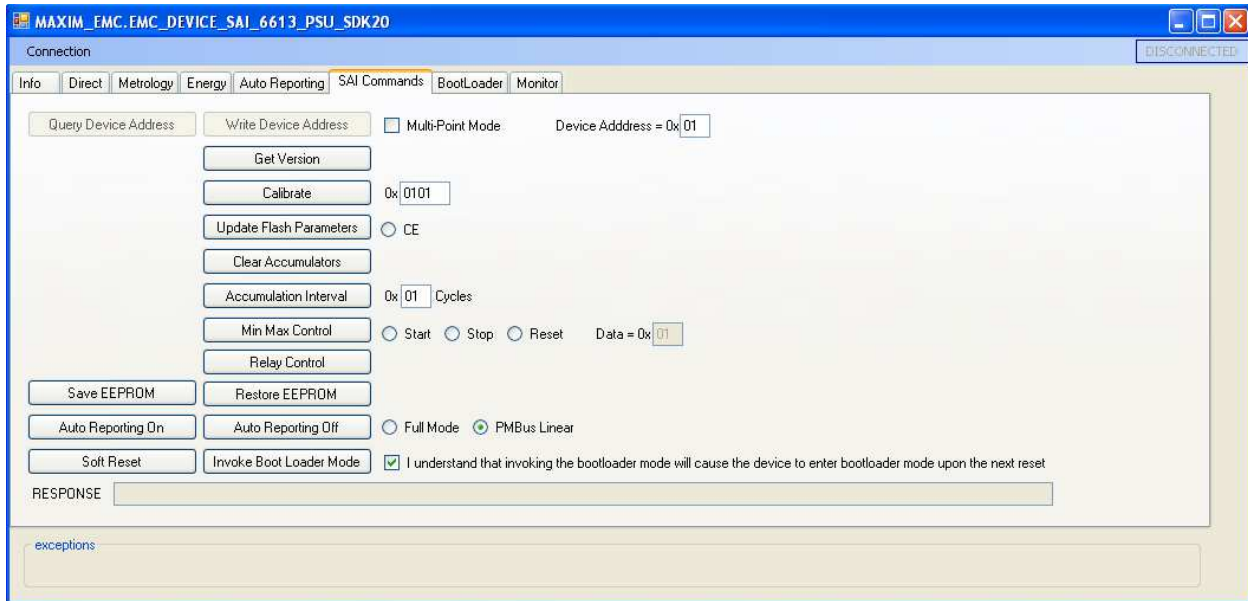 MAXIM_EMC.EMC_DEVICE_SAI_6613_PSU_SDK20
Connection DISCONNECTED
Info Direct Metrology Energy Auto Reporting SAI Commands BootLoader Monitor
Query Device Address Write Device Address Multi-Point Mode Device Adddress = 0x 01
Get Version
Calibrate 0x 0101
Update Flash Parameters CE
Clear Accumulators
Accumulation Interval 0x 01 Cycles
Min Max Control Start Stop Reset Data = 0x 01
Relay Control
Save EEPROM Restore EEPROM
Auto Reporting On Auto Reporting Off Full Mode PMBus Linear
Soft Reset Invoke Boot Loader Mode I understand that invoking the bootloader mode will cause the device to enter bootloader mode upon the next reset
RESPONSE
exceptions